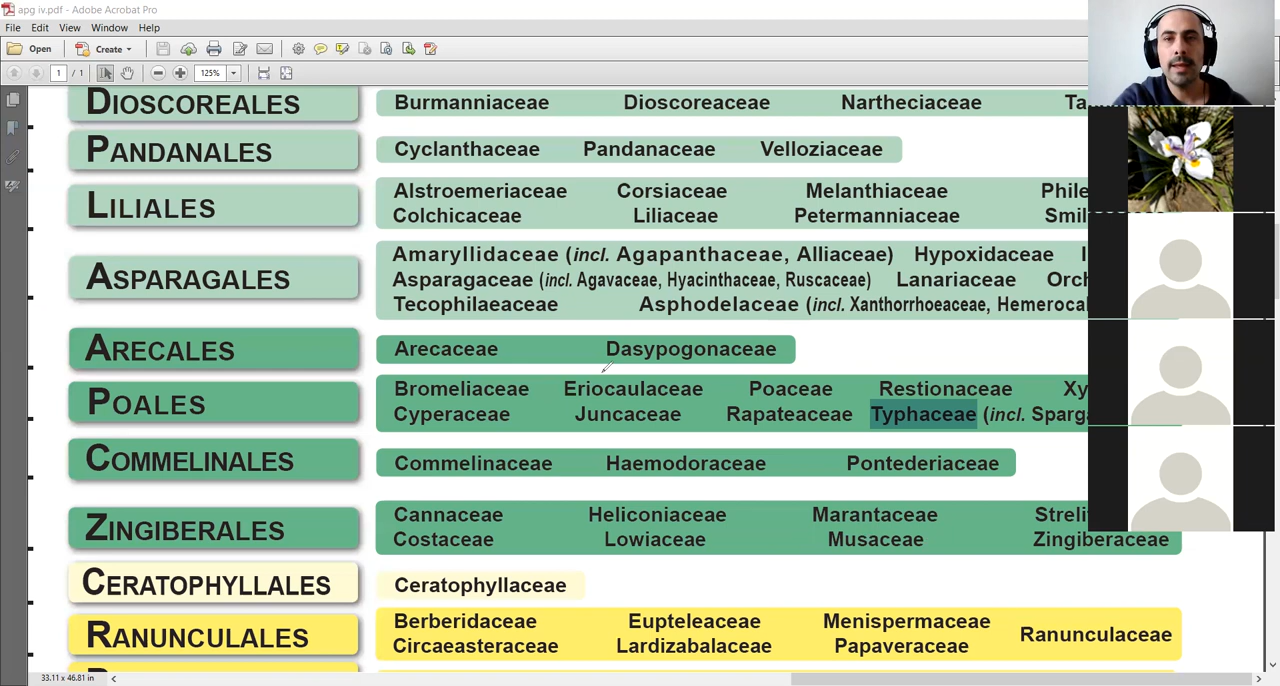 apg iv.pdf - Adobe Acrobat Pro
File Edit View Window Help
Open Create
1 / 1 125%
DIOSCOREALES Burmanniaceae Dioscoreaceae Nartheciaceae
PANDANALES Cyclanthaceae Pandanaceae Velloziaceae
LILIALES
Alstroemeriaceae Corsiaceae Melanthiaceae
Colchicaceae Liliaceae Petermanniaceae
ASPARAGALES
Amaryllidaceae (incl. Agapanthaceae, Alliaceae) Hypoxidaceae
Asparagaceae (incl. Agavaceae, Hyacinthaceae, Ruscaceae) Lanariaceae
Tecophilaeaceae Asphodelaceae (incl. Xanthorrhoeaceae,
ARECALES Arecaceae Dasypogonaceae
POALES
Bromeliaceae Eriocaulaceae Poaceae Restionaceae
Cyperaceae Juncaceae Rapateaceae Typhaceae (incl.
COMMELINALES Commelinaceae Haemodoraceae Pontederiaceae
ZINGIBERALES
Cannaceae Heliconiaceae Marantaceae
Costaceae Lowiaceae Musaceae Zingiberaceae
CERATOPHYLLALES Ceratophyllaceae
RANUNCULALES
Berberidaceae Eupteleaceae Menispermaceae Ranunculaceae
Circaeasteraceae Lardizabalaceae Papaveraceae
33.11 x 46.81 in